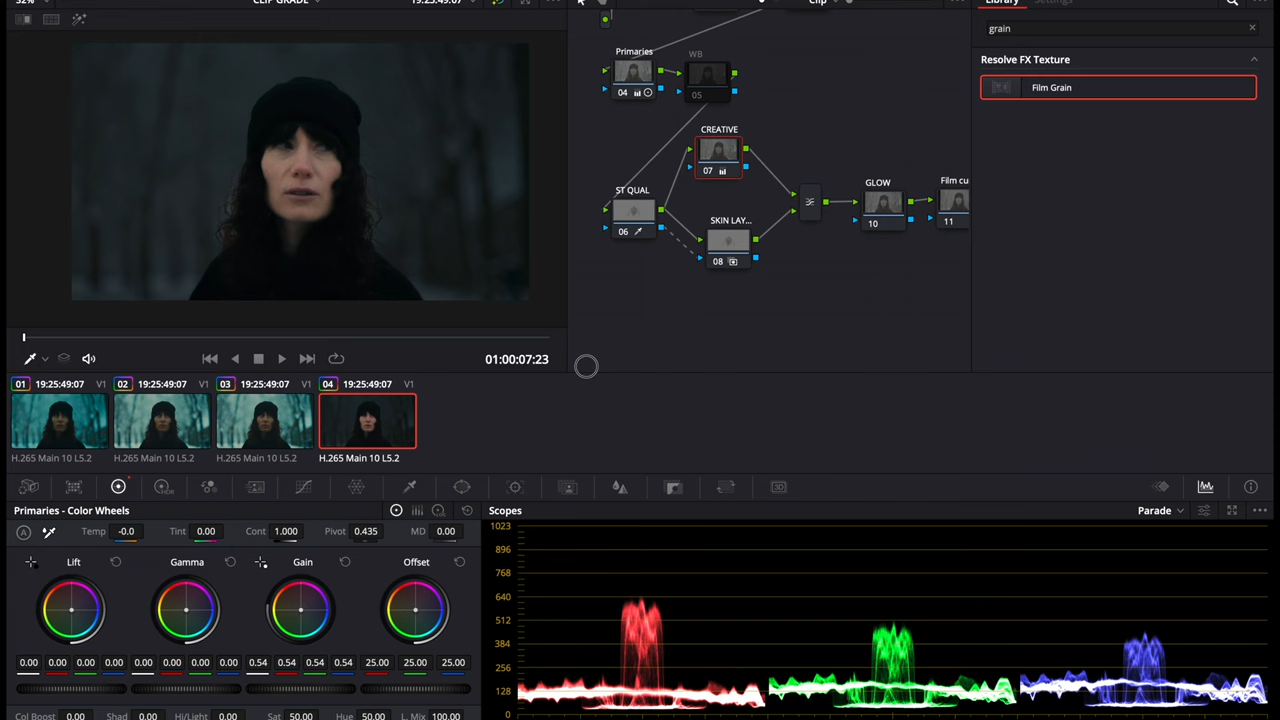 32%
CLIP GRADE
19:25:49:07
Clip
Library
Settings
grain
Resolve FX Texture
Film Grain
Primaries
WB
04
05
CREATIVE
07
ST QUAL
06
SKIN LAY...
08
GLOW
10
Film cu
11
01:00:07:23
01 19:25:49:07 V1
02 19:25:49:07 V1
03 19:25:49:07 V1
04 19:25:49:07 V1
H.265 Main 10 L5.2
H.265 Main 10 L5.2
H.265 Main 10 L5.2
H.265 Main 10 L5.2
HDR
3D
Primaries - Color Wheels
Scopes
Parade
A
Temp -0.0
Tint 0.00
Cont 1.000
Pivot 0.435
MD 0.00
Lift
Gamma
Gain
Offset
0.00 0.00 0.00 0.00
0.00 0.00 0.00 0.00
0.54 0.54 0.54 0.54
25.00 25.00 25.00
Col Boost 0.00
Shad 0.00
Hi/Light 0.00
Sat 50.00
Hue 50.00
L. Mix 100.00
1023
896
768
640
512
384
256
128
0